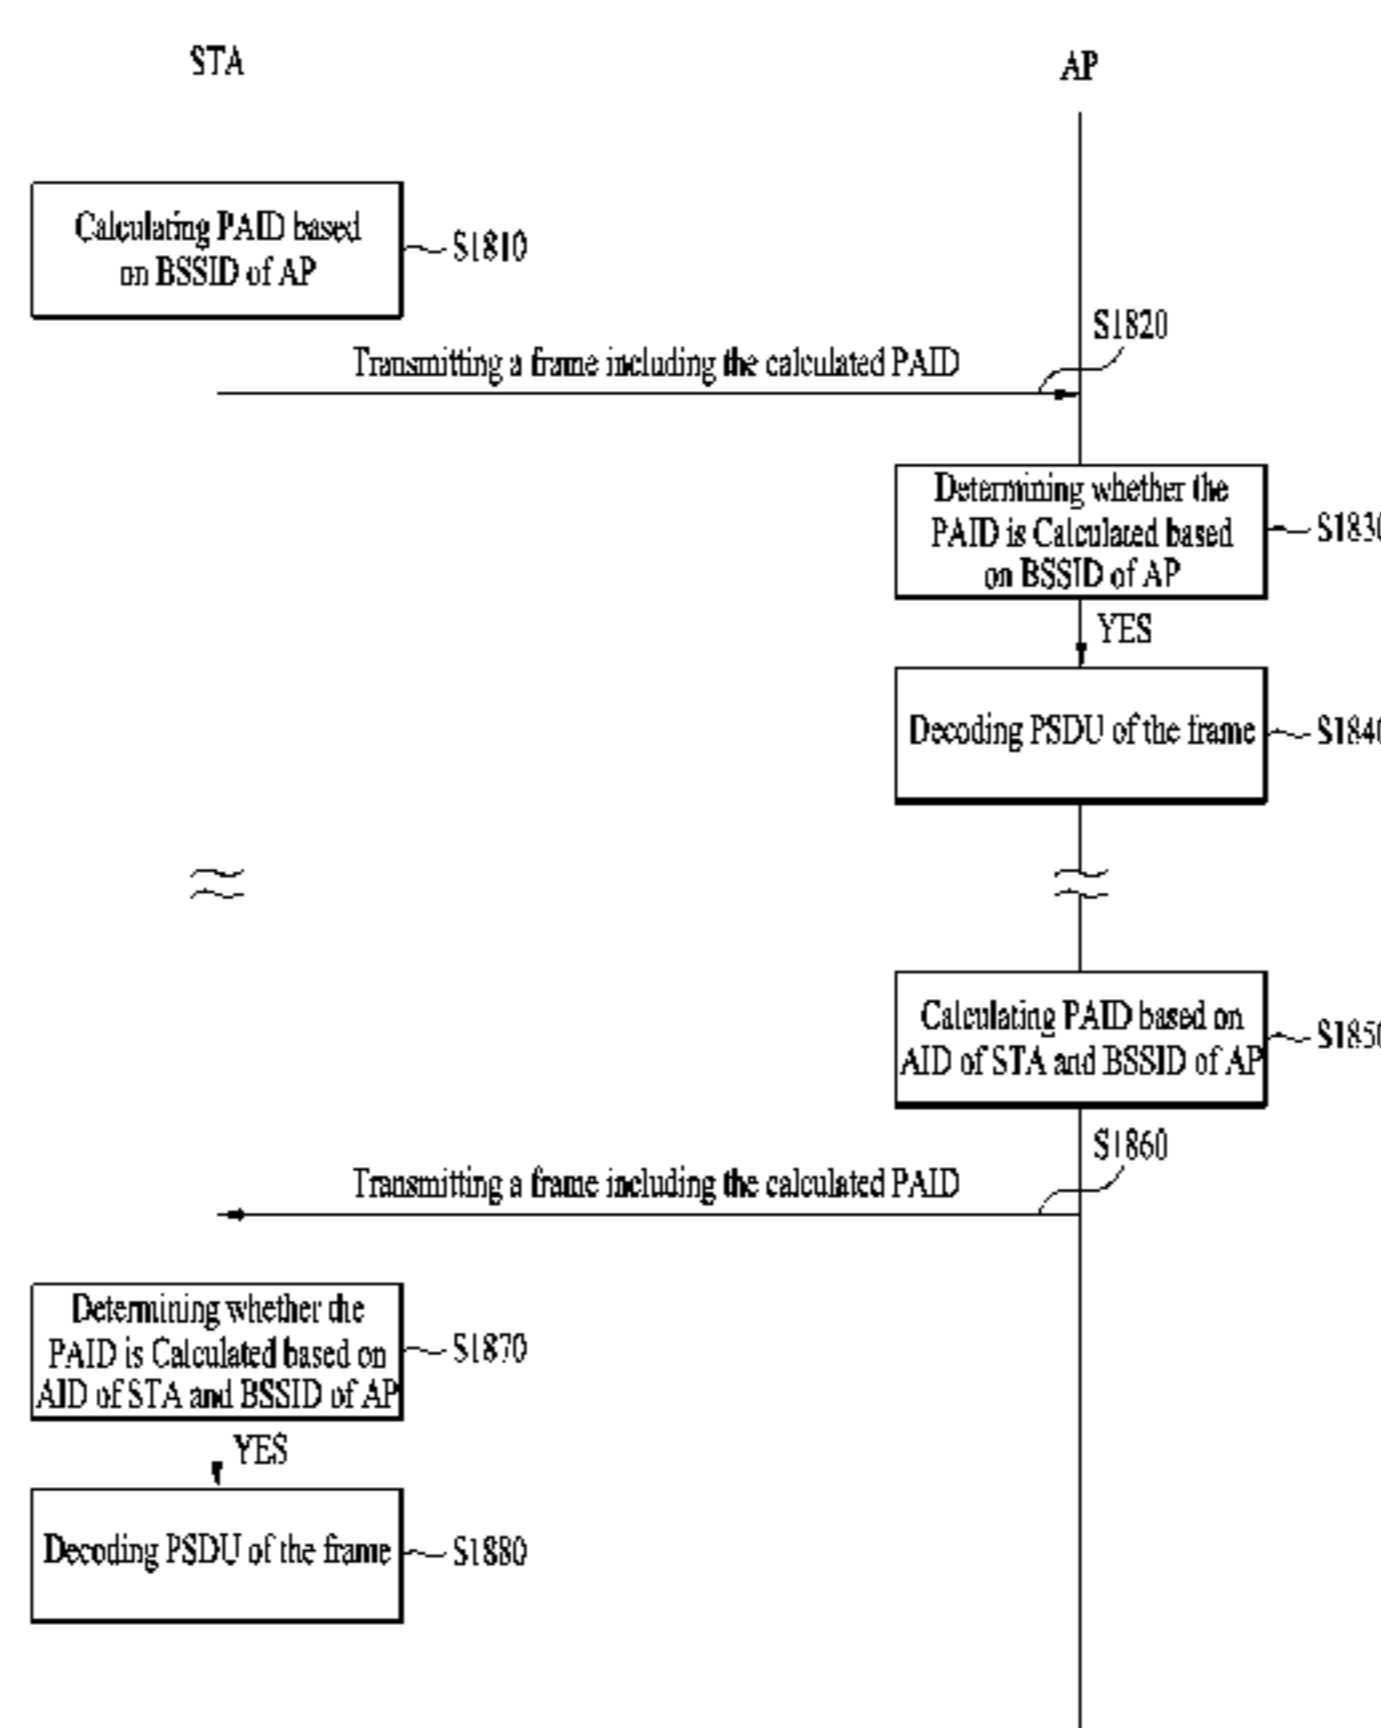 STA
AP
Calculating PAID based
on BSSID of AP
S1810
S1820
Transmitting a frame including the calculated PAID
Determining whether the
PAID is Calculated based
on BSSID of AP
S1830
YES
Decoding PSDU of the frame
S1840
Calculating PAID based on
AID of STA and BSSID of AP
S1850
S1860
Transmitting a frame including the calculated PAID
Determining whether the
PAID is Calculated based on
AID of STA and BSSID of AP
S1870
YES
Decoding PSDU of the frame
S1880